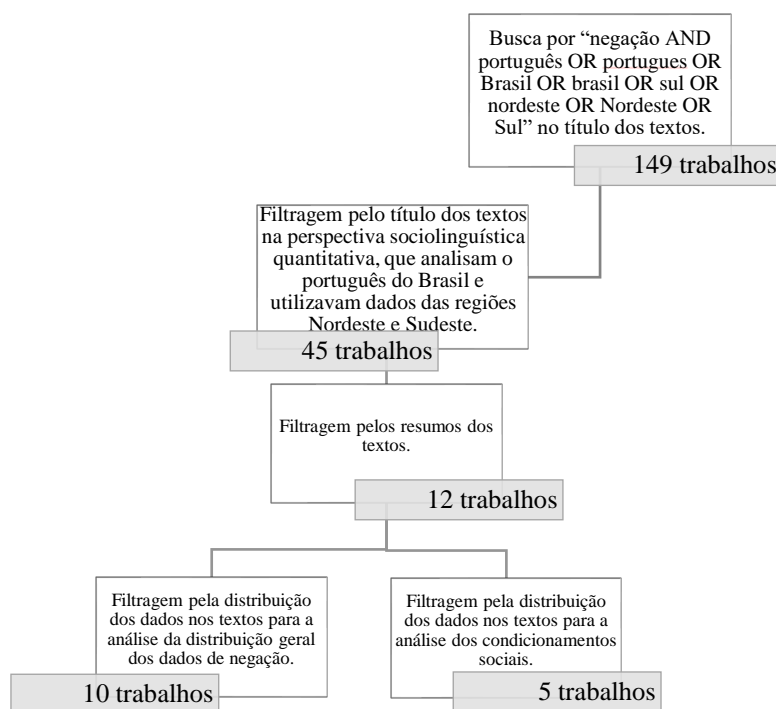 Busca por “negação AND
português OR portugues OR
Brasil OR brasil OR sul OR
nordeste OR Nordeste OR
Sul” no título dos textos.
149 trabalhos
Filtragem pelo título dos textos
na perspectiva sociolinguística
quantitativa, que analisam o
português do Brasil e
utilizavam dados das regiões
Nordeste e Sudeste.
45 trabalhos
Filtragem pelos resumos dos
textos.
12 trabalhos
Filtragem pela distribuição
dos dados nos textos para a
análise da distribuição geral
dos dados de negação.
10 trabalhos
Filtragem pela distribuição
dos dados nos textos para a
análise dos condicionamentos
sociais.
5 trabalhos